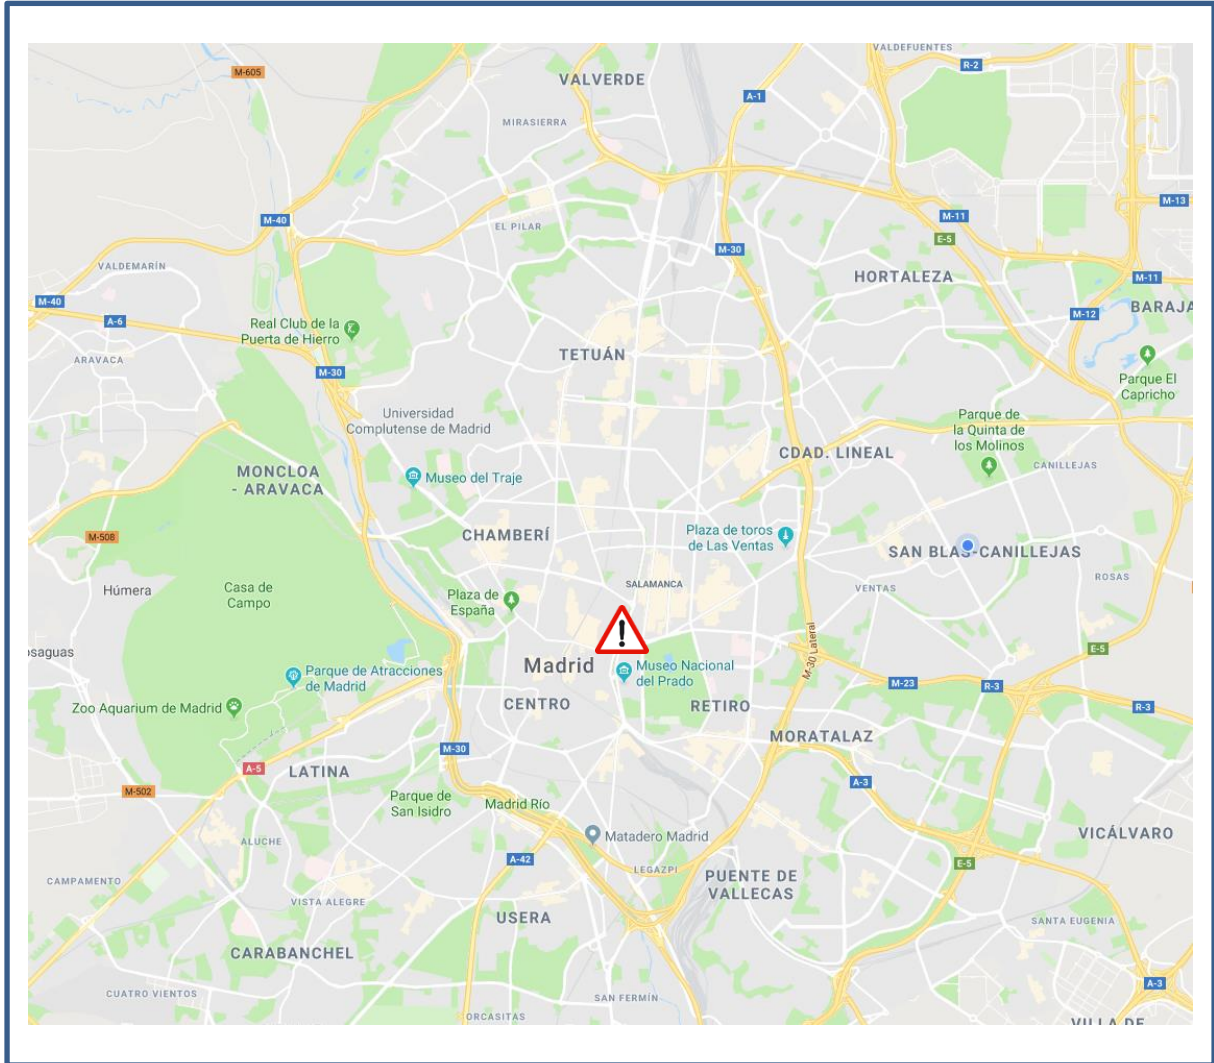 VALDEFUENTES
R-2
M-605
VALVERDE
A-1
MIRASIERRA
M-13
M-40
M-11
EL PILAR
E-5
M-30
VALDEMARÍN
HORTALEZA
M-11
M-40
BARAJA
M-12
A-6
Real Club de la
Puerta de Hierro
TETUÁN
ARAVACA
M-30
Parque El
Capricho
Universidad
Complutense de Madrid
Parque de
la Quinta de
los Molinos
CDAD. LINEAL
CANILLEJAS
MONCLOA
- ARAVACA
Museo del Traje
M-508
CHAMBERÍ
Plaza de toros
de Las Ventas
SAN BLAS-CANILLEJAS
ROSAS
Húmera
Casa de
Campo
SALAMANCA
VENTAS
Plaza de
España
!
M-30 Lateral
E-5
osaguas
Madrid
Museo Nacional
del Prado
Parque de Atracciones
de Madrid
M-23
R-3
Zoo Aquarium de Madrid
CENTRO
RETIRO
R-3
MORATALAZ
M-30
A-5
LATINA
A-3
M-502
Parque de
San Isidro
Madrid Río
Matadero Madrid
VICÁLVARO
ALUCHE
A-42
LEGAZPI
E-5
PUENTE DE
VALLECAS
CAMPAMENTO
VISTA ALEGRE
USERA
SANTA EUGENIA
CARABANCHEL
A-3
CUATRO VIENTOS
SAN FERMÍN
ORCASITAS
VILLA DE